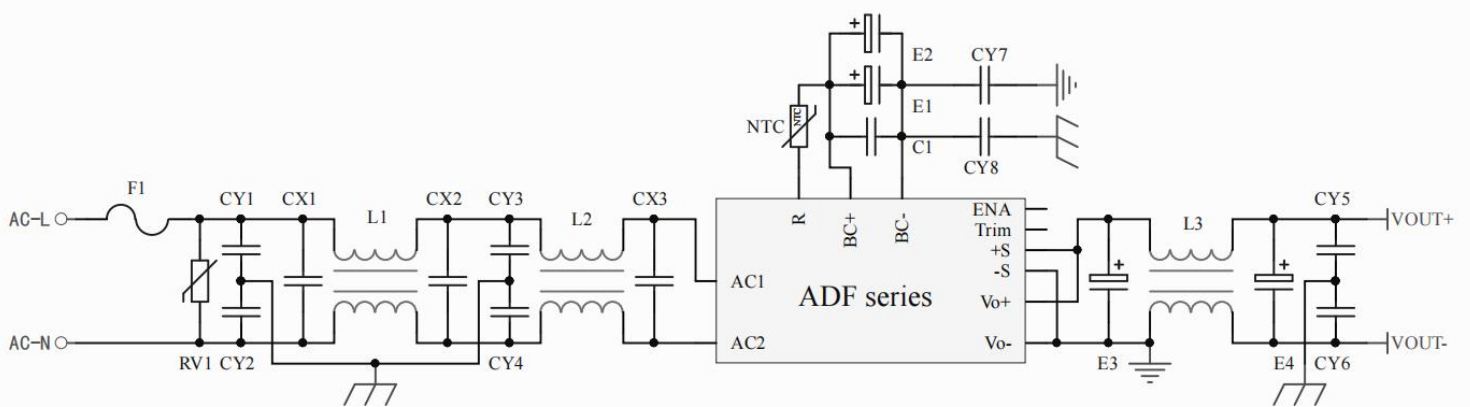 E2
CY7
E1
NTC
NTC
C1
CY8
F1
CY1
CX1
L1
CX2
CY3
L2
CX3
AC-L
R
BC+
BC-
ENA
Trim
+S
-S
Vo+
Vo-
AC1
ADF series
AC2
L3
CY5
VOUT+
AC-N
RV1
CY2
CY4
E3
E4
CY6
VOUT-